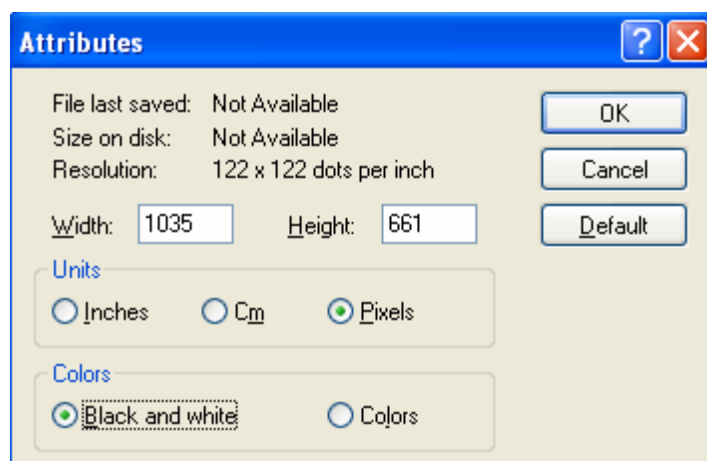 Attributes
?
File last saved: Not Available
Size on disk: Not Available
Resolution: 122 x 122 dots per inch
OK
Cancel
Width: 1035 Height: 661 Default
Units
Inches Cm Pixels
Colors
Black and white Colors